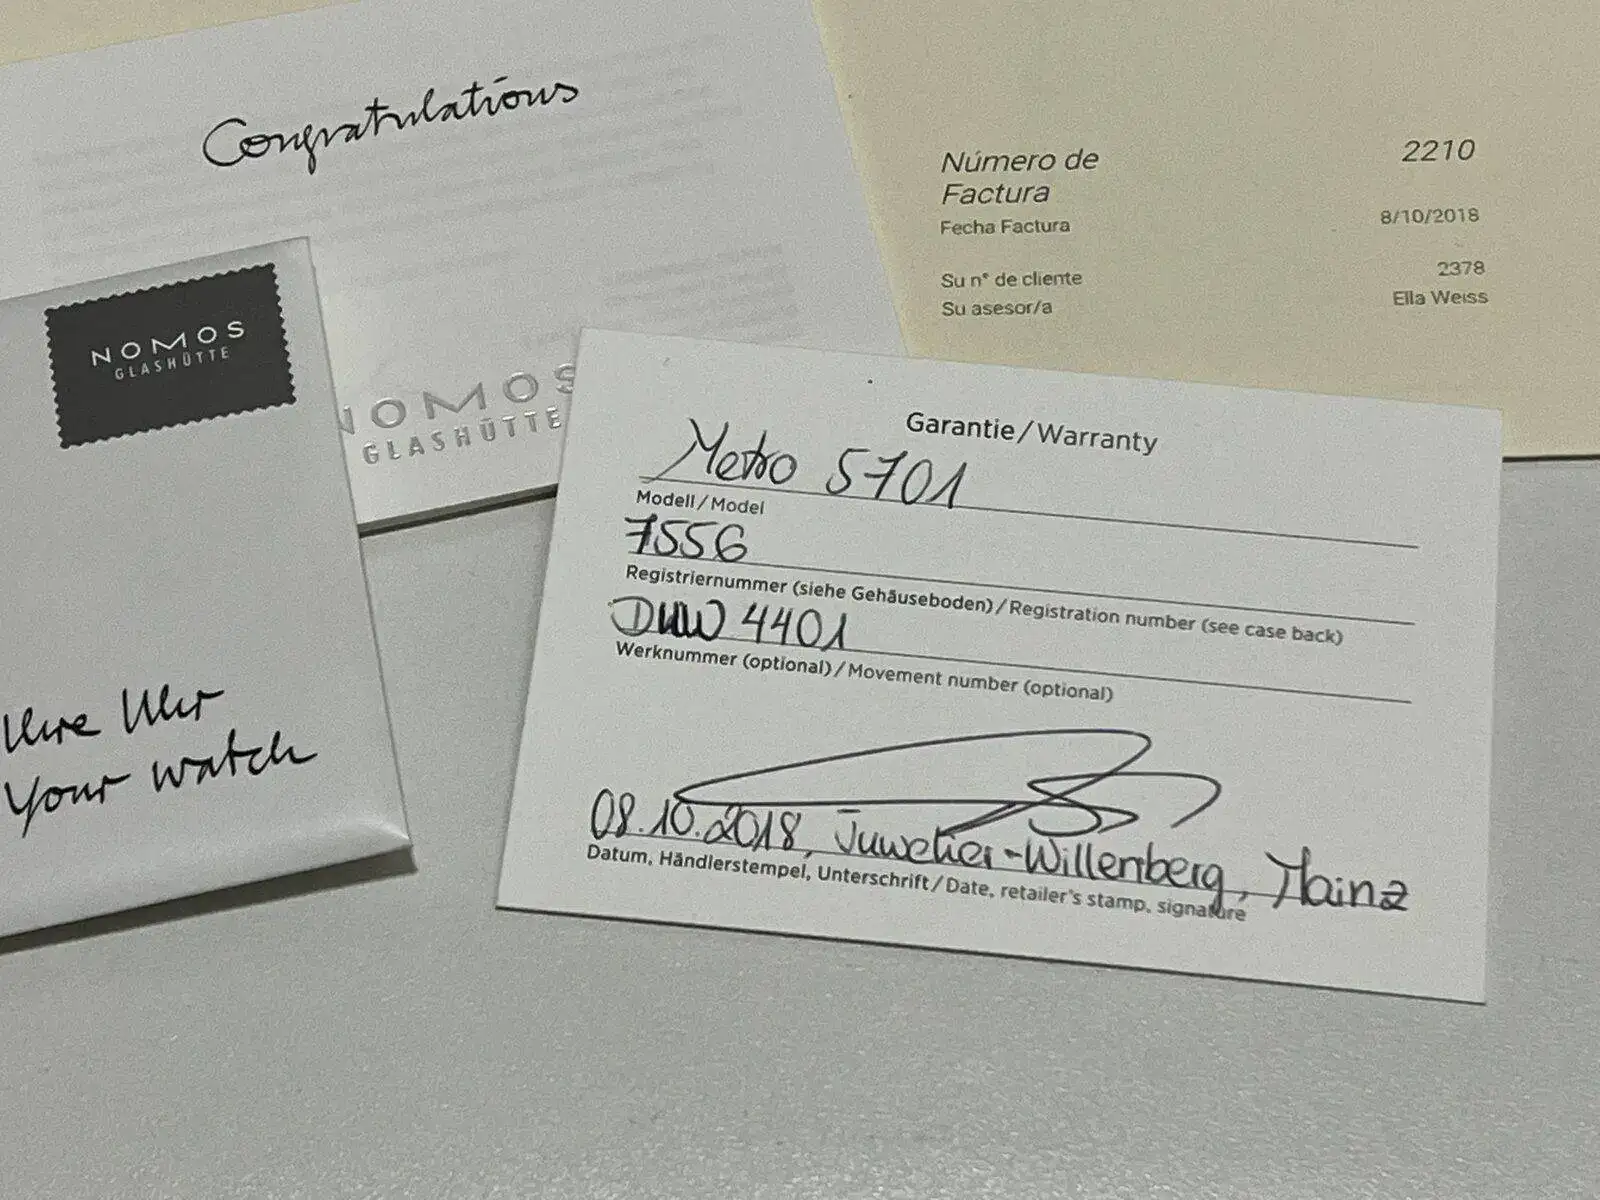 Congratulations
NOMOS
GLASHÜTTE
NOMOS
GLASHÜTTE
Ihre Uhr
Your watch
Número de
Factura
2210
Fecha Factura
8/10/2018
Su n° de cliente
2378
Su asesor/a
Ella Weiss
Garantie/Warranty
Metro 5701
Modell/Model
7556
Registriernummer (siehe Gehäuseboden)/Registration number (see case back)
DUW 4401
Werknummer (optional)/Movement number (optional)
08.10.2018, Juwelier-Willenberg, Mainz
Datum, Händlerstempel, Unterschrift/Date, retailer's stamp, signature